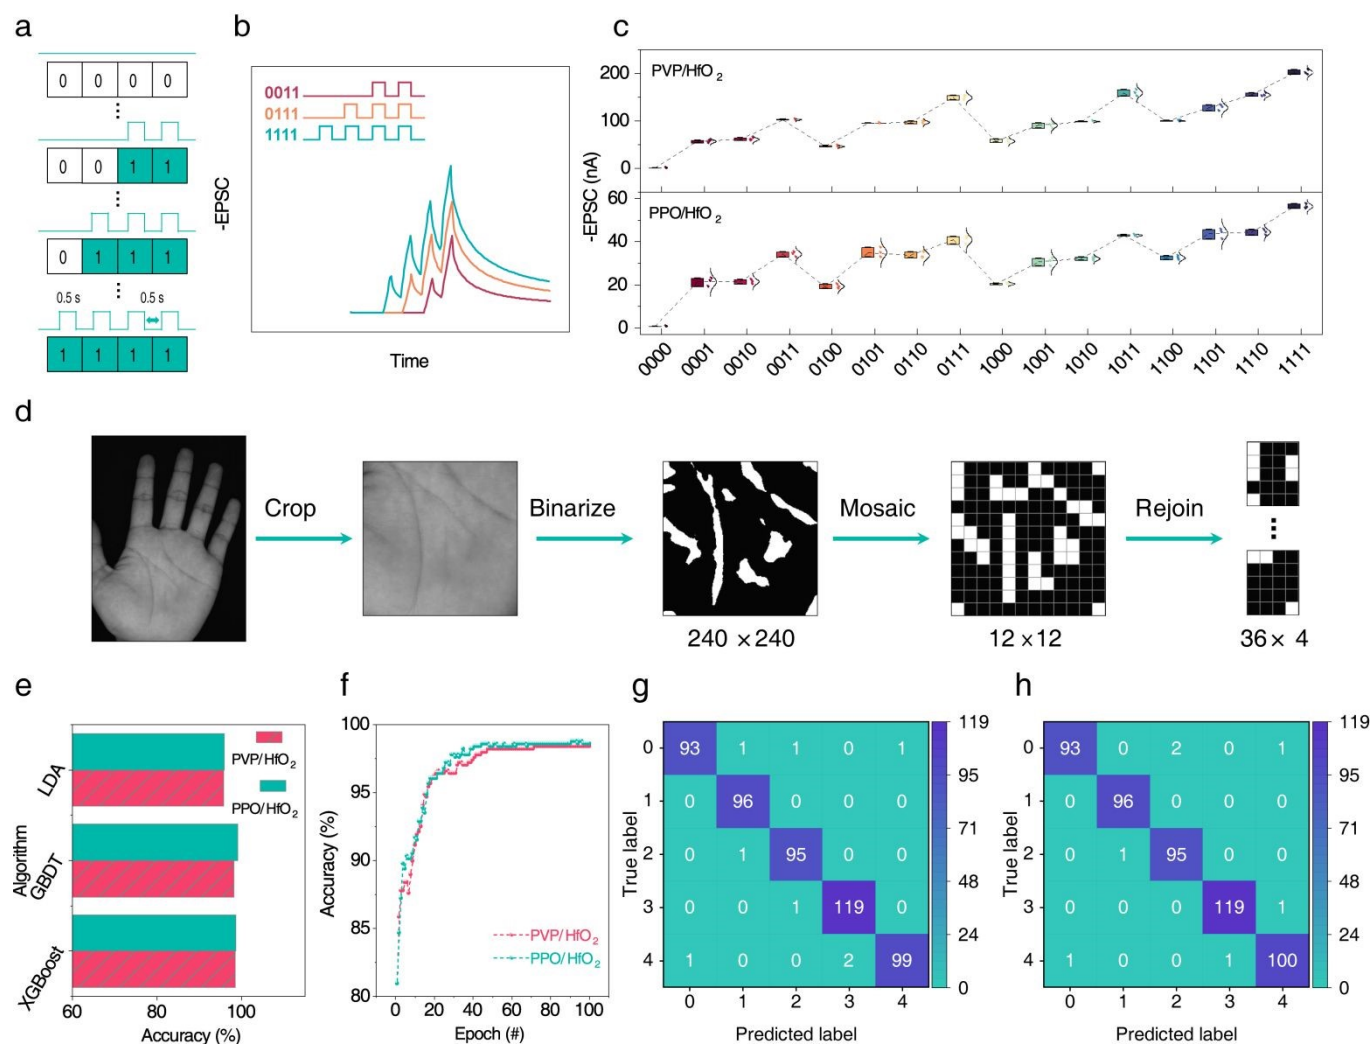 a
0 0 0 0
0 0 1 1
0 1 1 1
0.5 s 0.5 s
1 1 1 1
b
0011
0111
1111
-EPSC
Time
c
PVP/HfO2
200
100
0
-EPSC (nA)
PPO/HfO2
60
40
20
0
0000 0001 0010 0011 0100 0101 0110 0111 1000 1001 1010 1011 1100 1101 1110 1111
d
Crop
Binarize
Mosaic
Rejoin
240 ×240
12 ×12
36× 4
e
PVP/HfO2
PPO/HfO2
LDA
GBDT
XGBoost
Algorithm
60 80 100
Accuracy (%)
f
100
95
90
85
80
Accuracy (%)
PVP/HfO2
PPO/HfO2
0 20 40 60 80 100
Epoch (#)
g
True label
0 93 1 1 0 1
1 0 96 0 0 0
2 0 1 95 0 0
3 0 0 1 119 0
4 1 0 0 2 99
0 1 2 3 4
Predicted label
119
95
71
48
24
0
h
True label
0 93 0 2 0 1
1 0 96 0 0 0
2 0 1 95 0 0
3 0 0 0 119 1
4 1 0 0 1 100
0 1 2 3 4
Predicted label
119
95
71
48
24
0